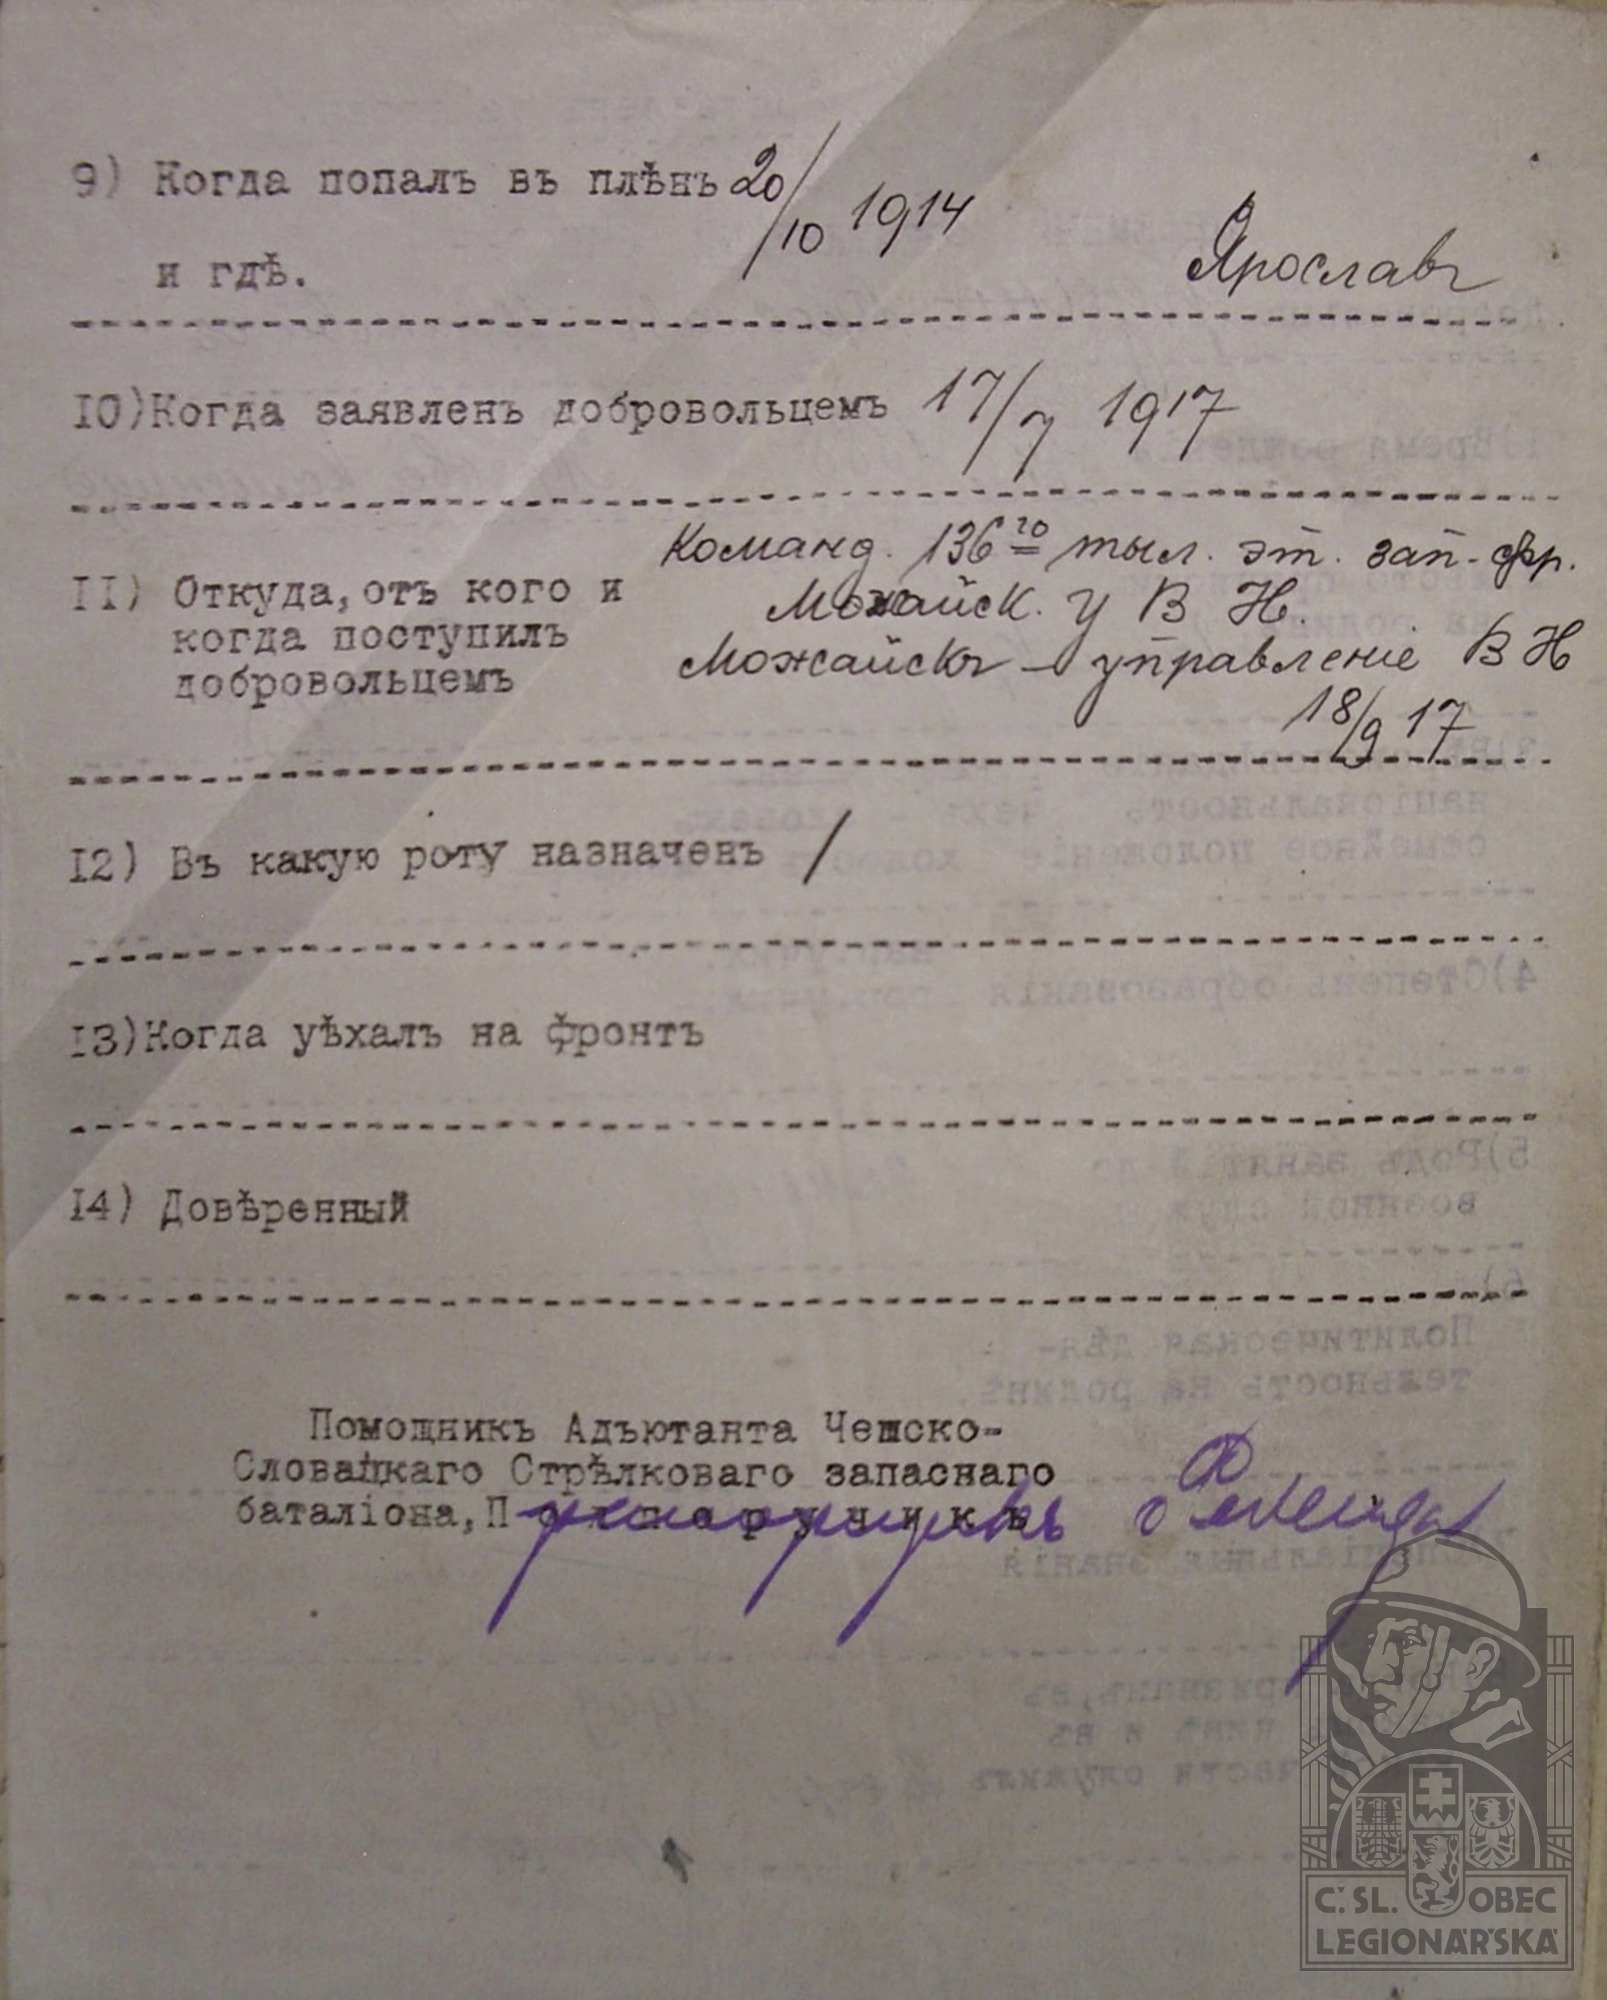 9) Когда попалъ въ плѣнъ 20/10 1914
и гдѣ. Ярославъ
10) Когда заявленъ добровольцемъ 17/7 1917
Команд. 136го тыл. эт. зап. фр.
11) Откуда, отъ кого и Можайск. У В Н.
когда поступилъ Можайскъ – управленіе В Н
добровольцемъ
18/9 17
12) Въ какую роту назначенъ /
13) Когда уѣхалъ на фронтъ
14) Довѣренный
Помощникъ Адъютанта Чешско-
Словацкаго Стрѣлковаго запаснаго
баталіона, Подпоручикъ
Č. SL. OBEC
LEGIONÁŘSKÁ